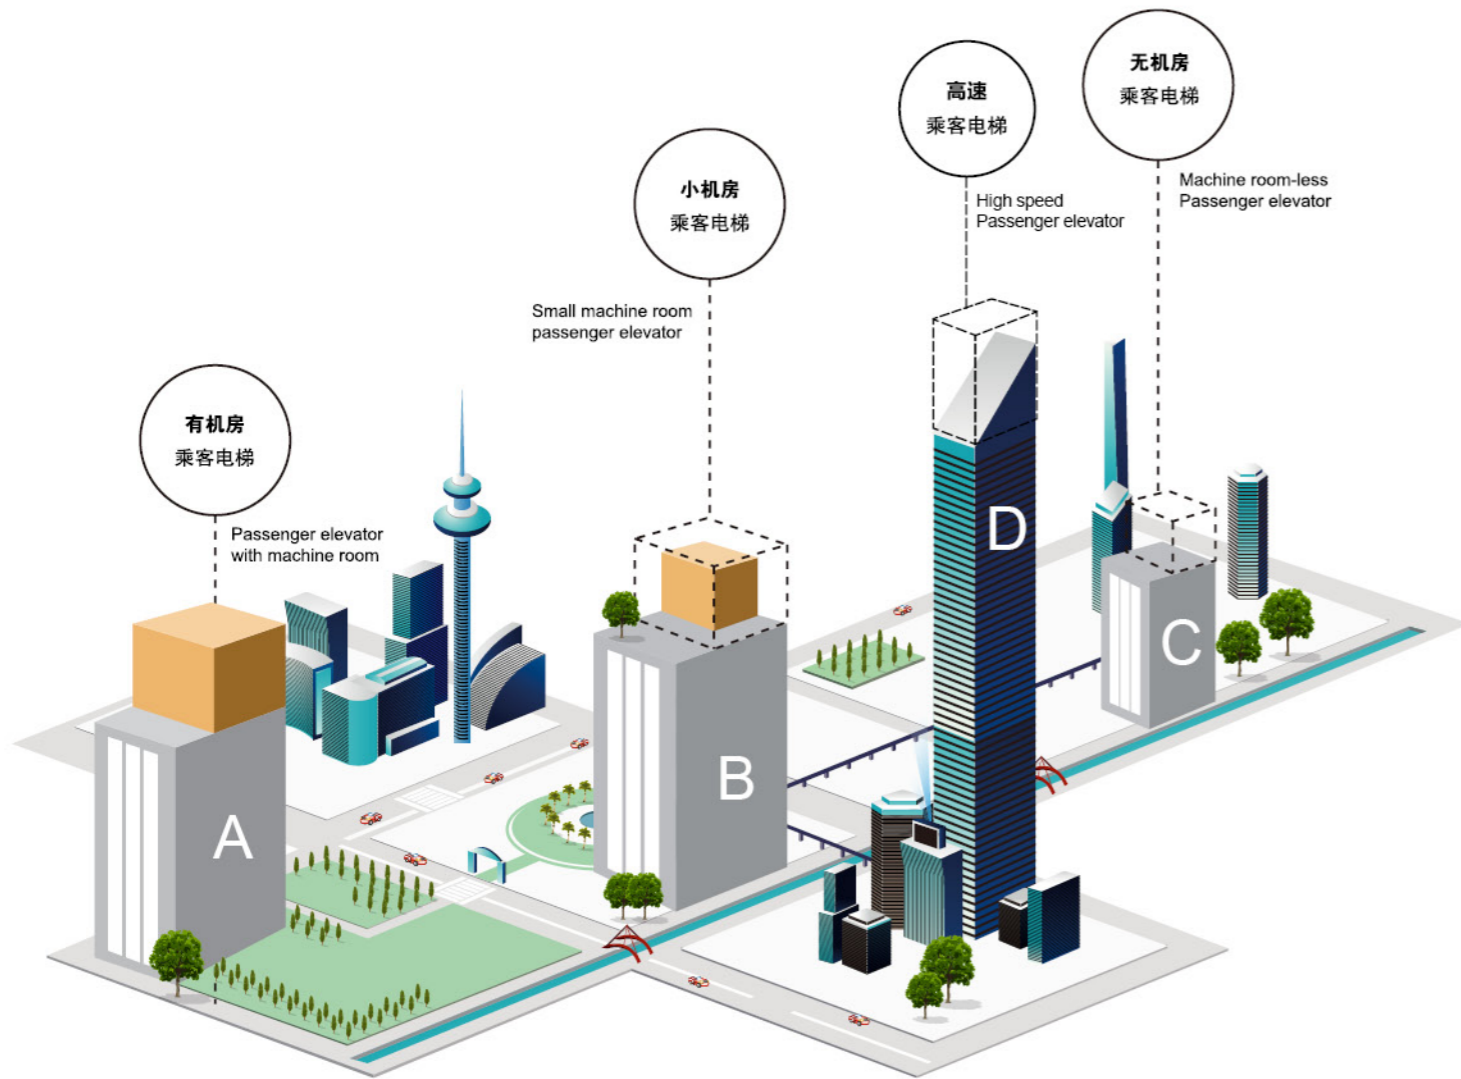 无机房
乘客电梯
Machine room-less
Passenger elevator
高速
乘客电梯
High speed
Passenger elevator
小机房
乘客电梯
Small machine room
passenger elevator
有机房
乘客电梯
Passenger elevator
with machine room
A
B
D
C